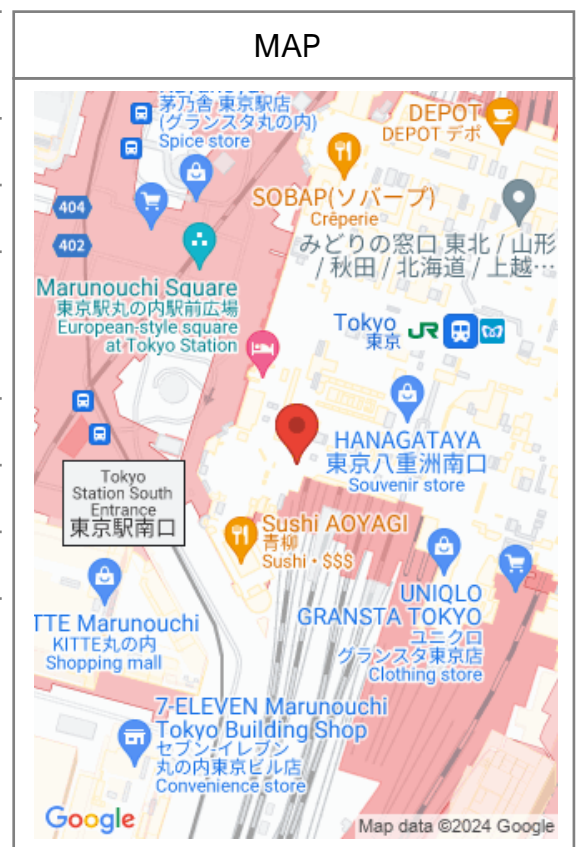 MAP
茅乃舎 東京駅店
(グランスタ丸の内)
Spice store
DEPOT
DEPOT デポ
SOBAP(ソバープ)
Crêperie
404
402
みどりの窓口 東北 / 山形
/ 秋田 / 北海道 / 上越…
Marunouchi Square
東京駅丸の内駅前広場
European-style square
at Tokyo Station
Tokyo
東京
JR
HANAGATAYA
東京八重洲南口
Souvenir store
Tokyo
Station South
Entrance
東京駅南口
Sushi AOYAGI
青柳
Sushi・$$$
UNIQLO
GRANSTA TOKYO
ユニクロ
グランスタ東京店
Clothing store
TTE Marunouchi
KITTE丸の内
Shopping mall
7-ELEVEN Marunouchi
Tokyo Building Shop
セブン-イレブン
丸の内東京ビル店
Convenience store
Google
Map data ©2024 Google